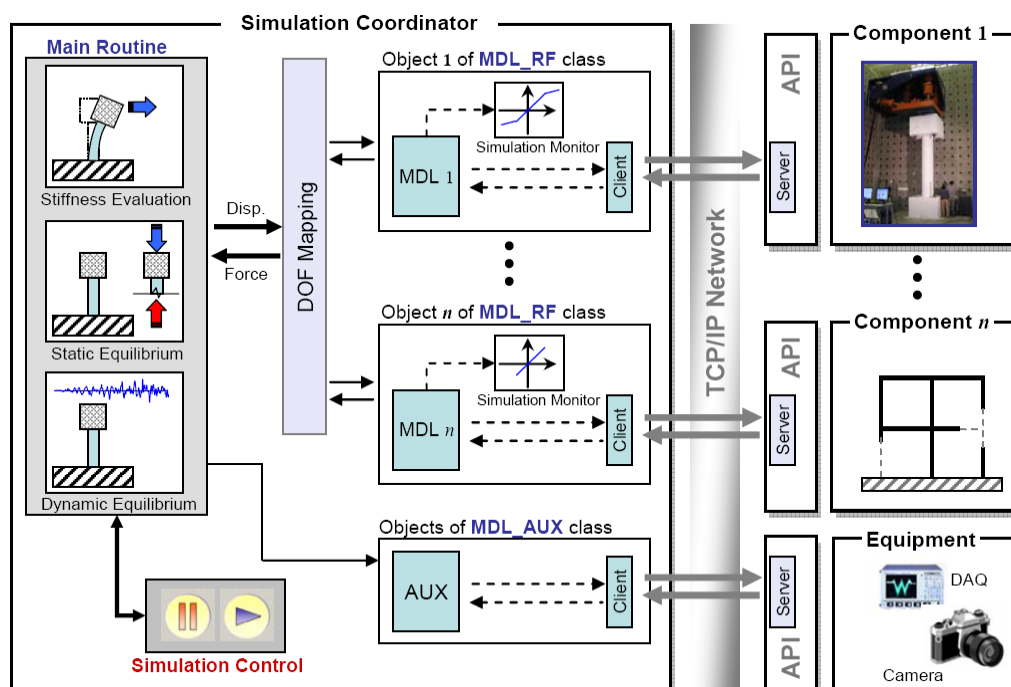 Simulation Coordinator
Main Routine
Stiffness Evaluation
Static Equilibrium
Dynamic Equilibrium
Disp.
Force
DOF Mapping
Simulation Control
Object 1 of MDL_RF class
Simulation Monitor
MDL 1
Client
Object n of MDL_RF class
Simulation Monitor
MDL n
Client
Objects of MDL_AUX class
AUX
Client
TCP/IP Network
API
Server
Component 1
API
Server
Component n
Server
API
Equipment
DAQ
Camera